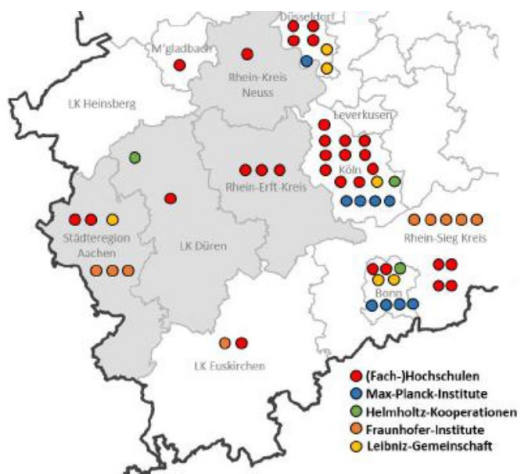 Düsseldorf
M'gladbach
Rhein-Kreis
Neuss
LK Heinsberg
Leverkusen
Köln
Rhein-Erft-Kreis
Städteregion
Aachen
LK Düren
Rhein-Sieg Kreis
Bonn
LK Euskirchen
(Fach-)Hochschulen
Max-Planck-Institute
Helmholtz-Kooperationen
Fraunhofer-Institute
Leibniz-Gemeinschaft